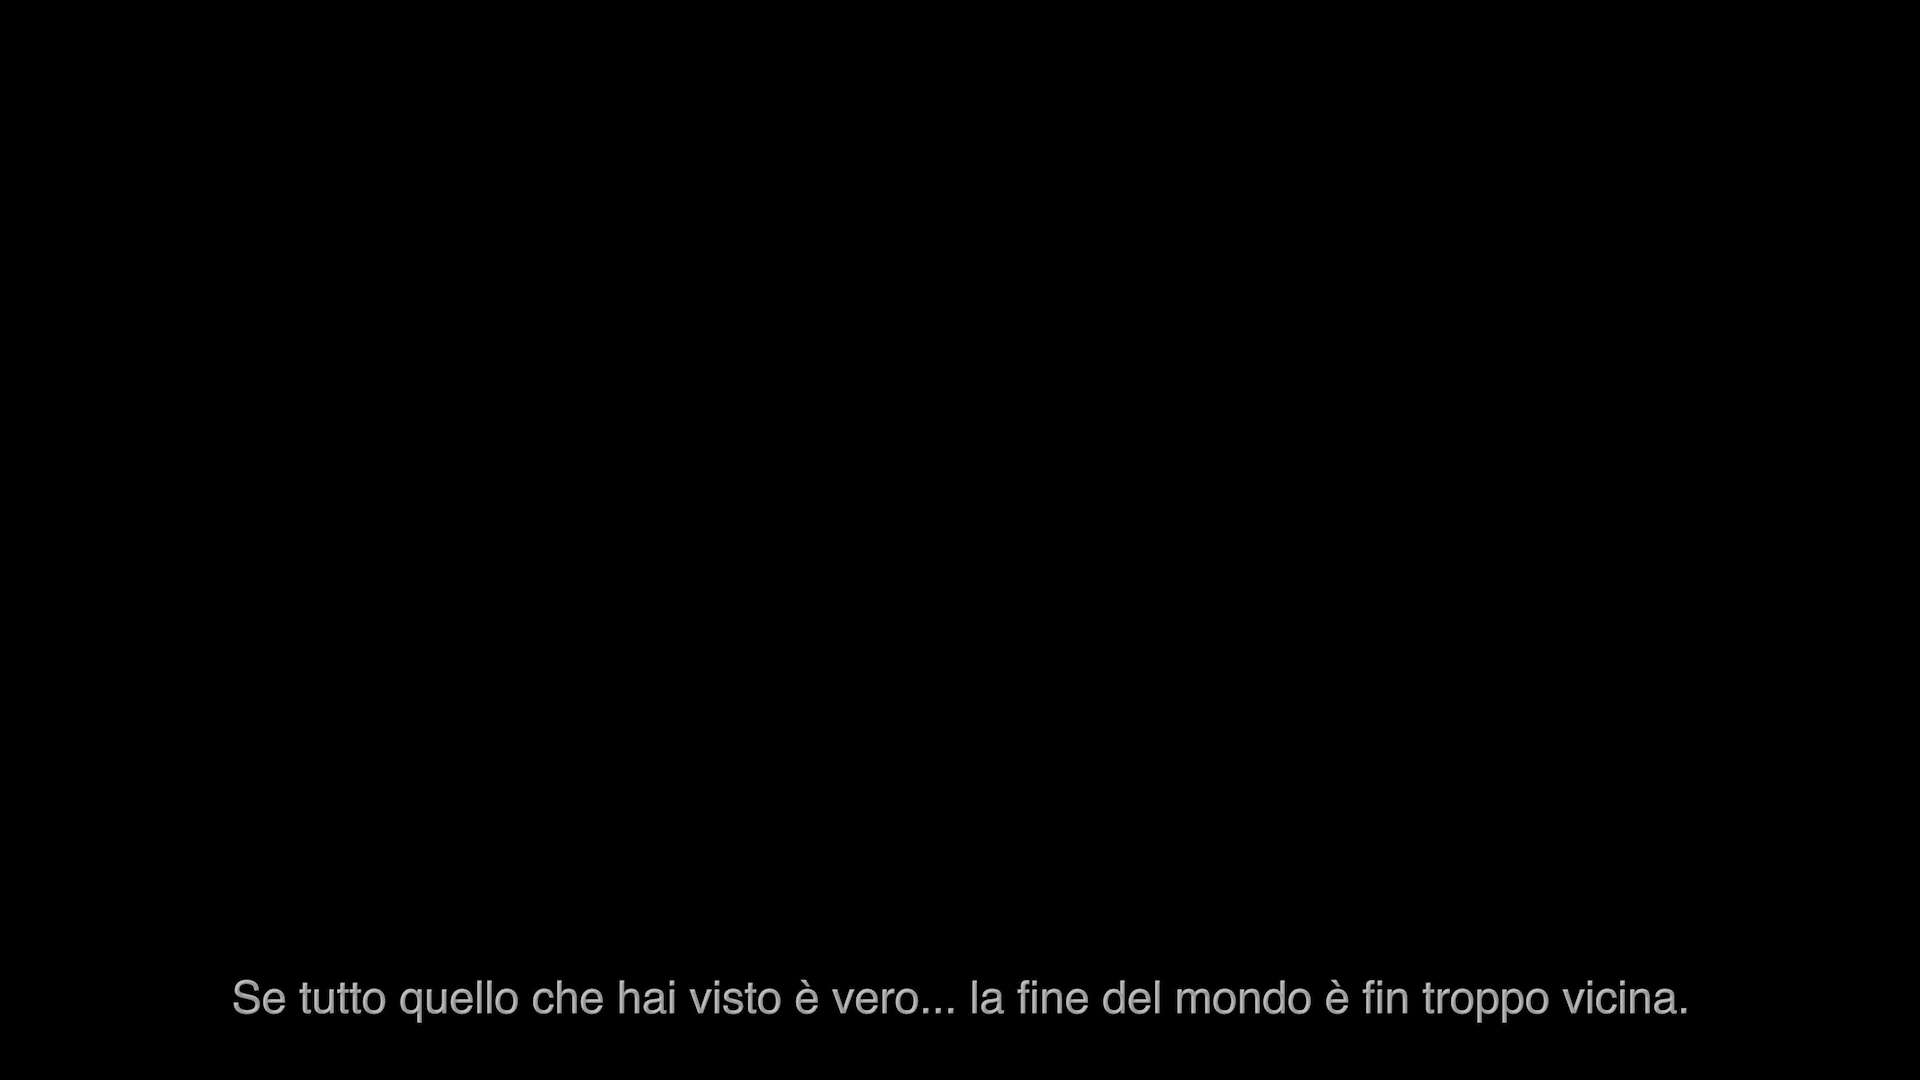 Se tutto quello che hai visto è vero... la fine del mondo è fin troppo vicina.